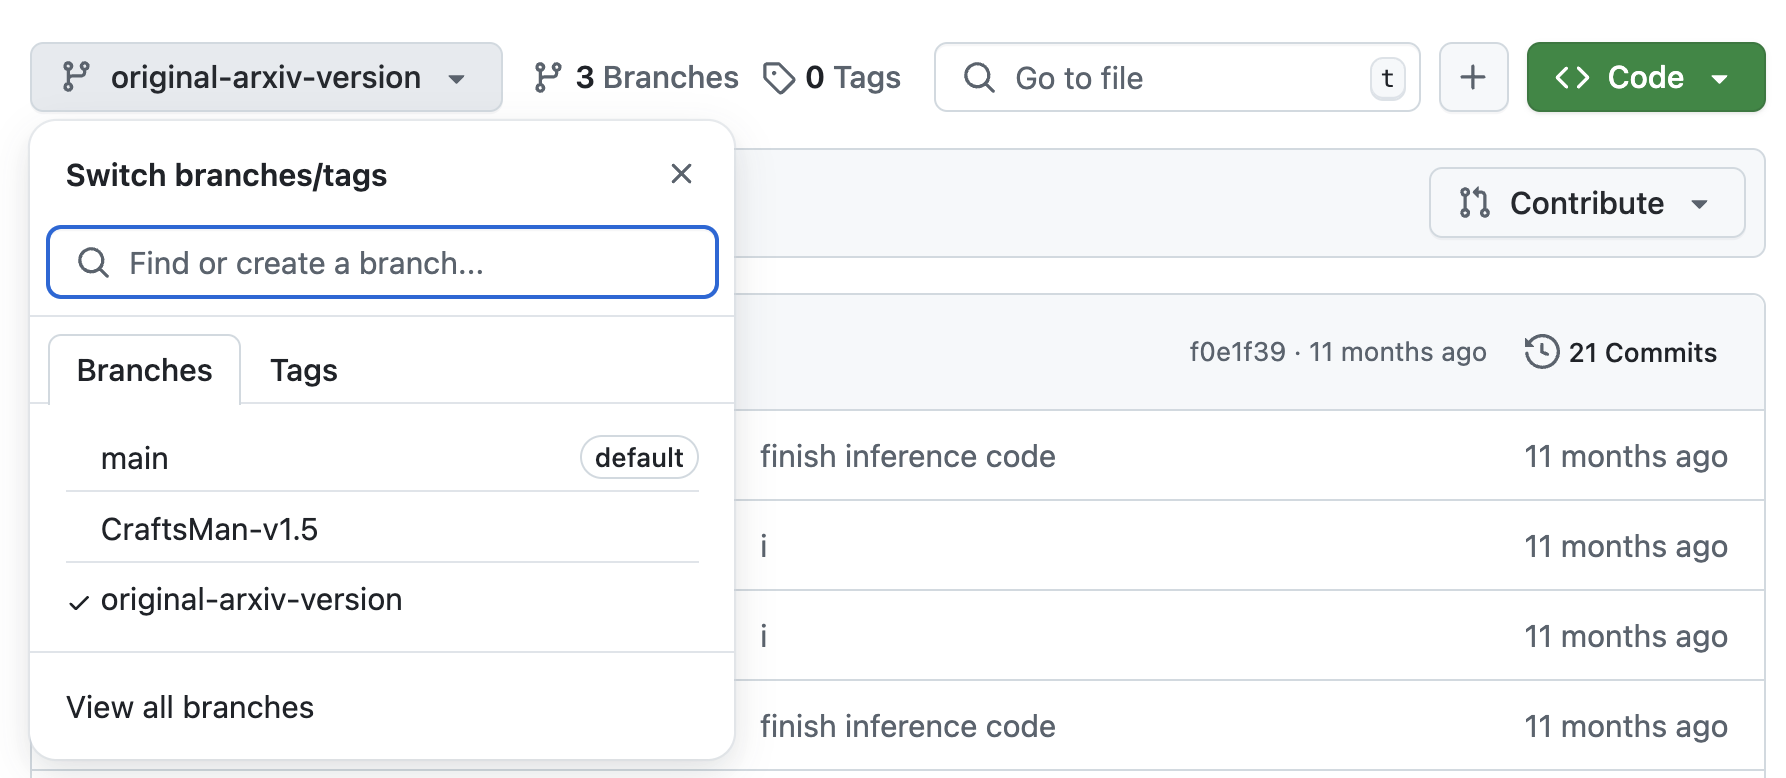 original-arxiv-version 3 Branches 0 Tags Go to file t Code
Switch branches/tags
Contribute
Find or create a branch...
f0e1f39 · 11 months ago 21 Commits
Branches Tags
main default finish inference code 11 months ago
CraftsMan-v1.5
i 11 months ago
original-arxiv-version
i 11 months ago
View all branches
finish inference code 11 months ago